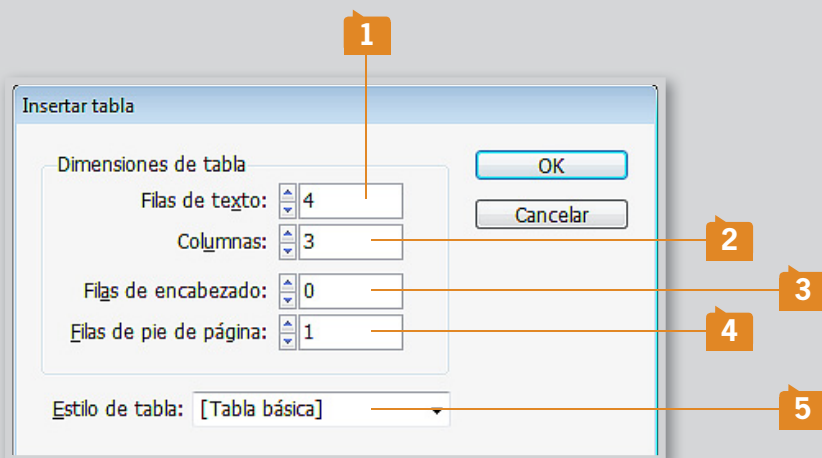 1
Insertar tabla
Dimensiones de tabla
OK
Filas de texto: 4
Cancelar
Columnas: 3
2
Filas de encabezado: 0
3
Filas de pie de página: 1
4
Estilo de tabla: [Tabla básica]
5